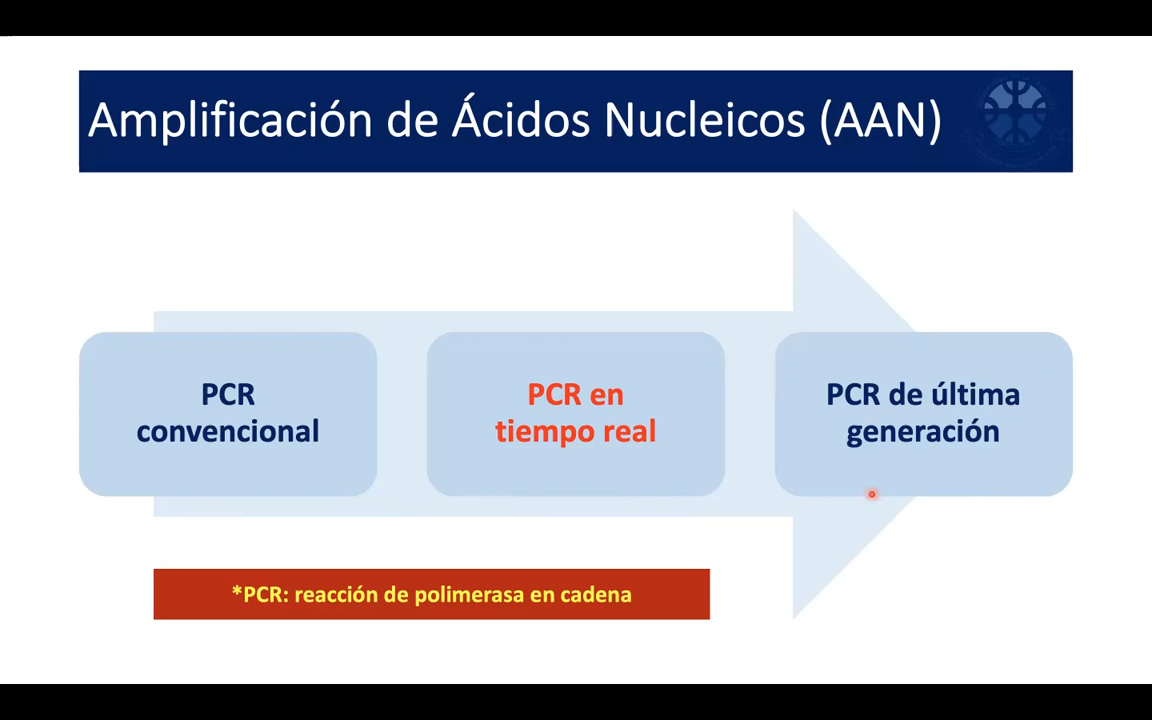 Amplificación de Ácidos Nucleicos (AAN)
PCR
convencional
PCR en
tiempo real
PCR de última
generación
*PCR: reacción de polimerasa en cadena